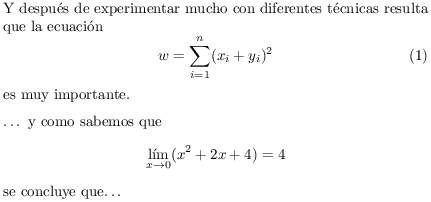 Y después de experimentar mucho con diferentes técnicas resulta
que la ecuación
w = \sum_{i=1}^{n} (x_i + y_i)^2 (1)
es muy importante.
... y como sabemos que
\lim_{x \to 0} (x^2 + 2x + 4) = 4
se concluye que...